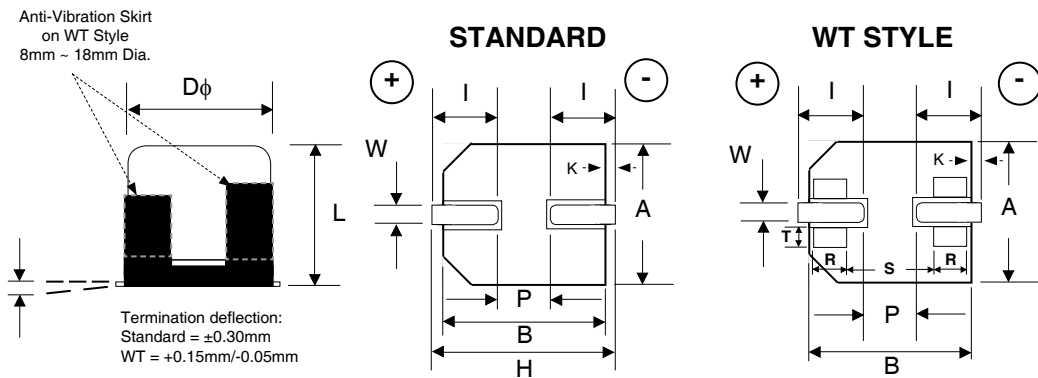 Anti-Vibration Skirt
on WT Style
8mm ~ 18mm Dia.
Dϕ
L
Termination deflection:
Standard = ±0.30mm
WT = +0.15mm/-0.05mm
STANDARD
+
-
I
I
W
K
A
P
B
H
WT STYLE
+
-
I
I
W
K
A
T
R
S
R
P
B